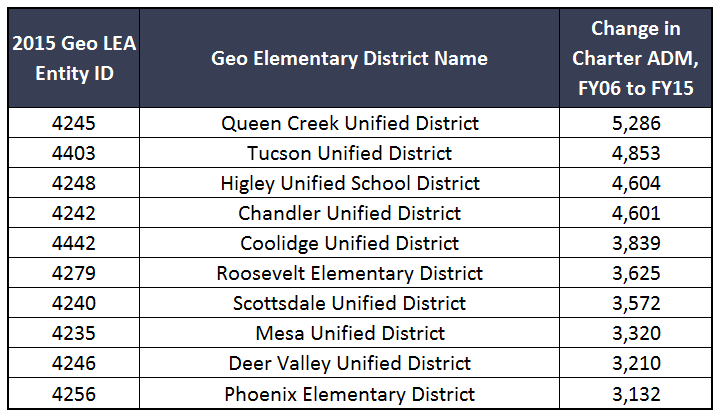 2015 Geo LEA
Entity ID
Geo Elementary District Name
Change in
Charter ADM,
FY06 to FY15
4245 Queen Creek Unified District 5,286
4403 Tucson Unified District 4,853
4248 Higley Unified School District 4,604
4242 Chandler Unified District 4,601
4442 Coolidge Unified District 3,839
4279 Roosevelt Elementary District 3,625
4240 Scottsdale Unified District 3,572
4235 Mesa Unified District 3,320
4246 Deer Valley Unified District 3,210
4256 Phoenix Elementary District 3,132